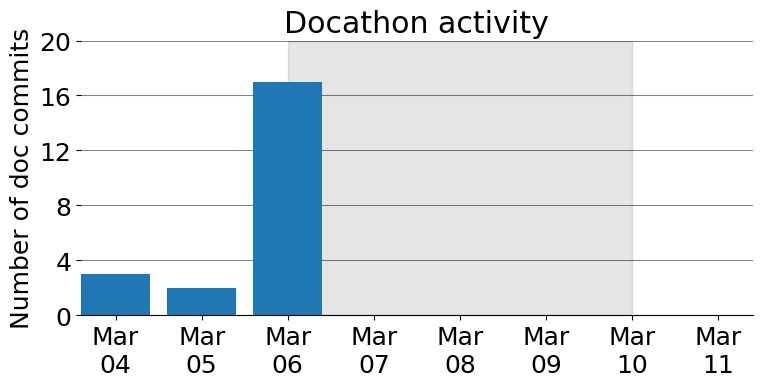 Docathon activity
Number of doc commits
20
16
12
8
4
0
Mar 04
Mar 05
Mar 06
Mar 07
Mar 08
Mar 09
Mar 10
Mar 11